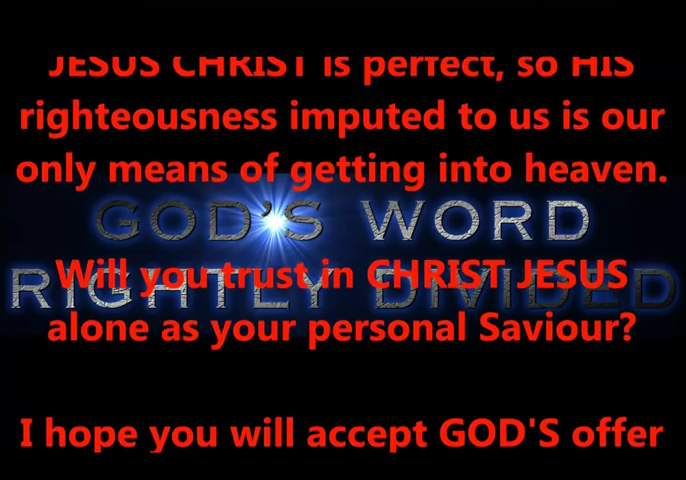 JESUS CHRIST is perfect, so HIS
righteousness imputed to us is our
only means of getting into heaven.
GOD'S WORD
RIGHTLY DIVIDED
Will you trust in CHRIST JESUS
alone as your personal Saviour?
I hope you will accept GOD'S offer